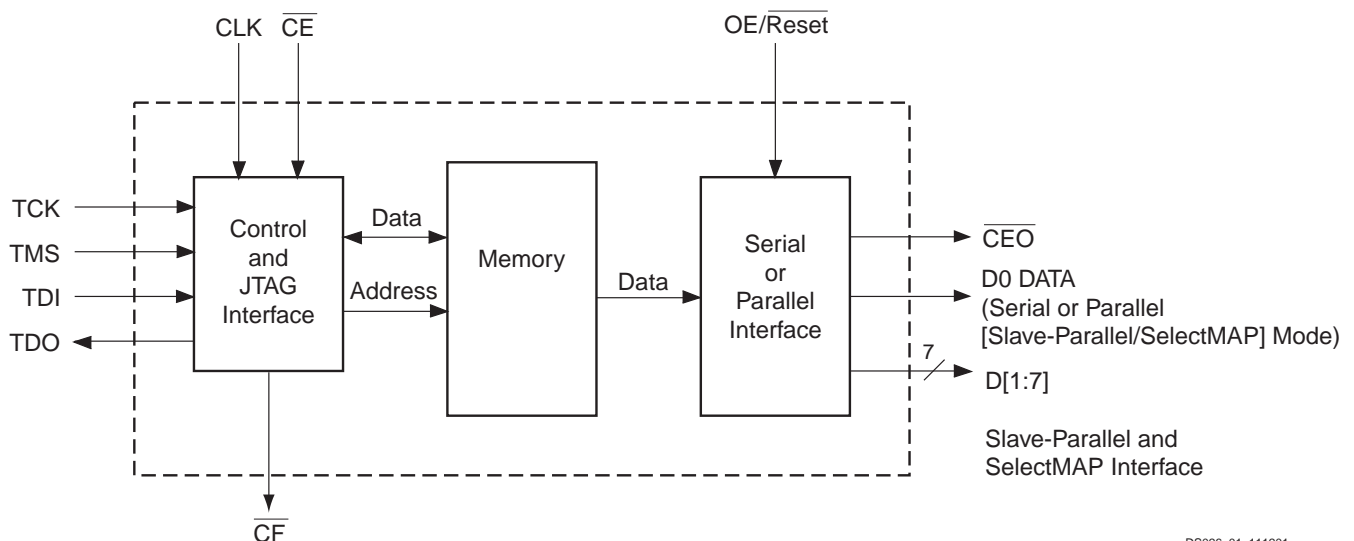 CLK CE OE/Reset
TCK
TMS
TDI
TDO
Control
and
JTAG
Interface
Data
Address
Memory
Data
Serial
or
Parallel
Interface
CEO
D0 DATA
(Serial or Parallel
[Slave-Parallel/SelectMAP] Mode)
7
D[1:7]
Slave-Parallel and
SelectMAP Interface
CF